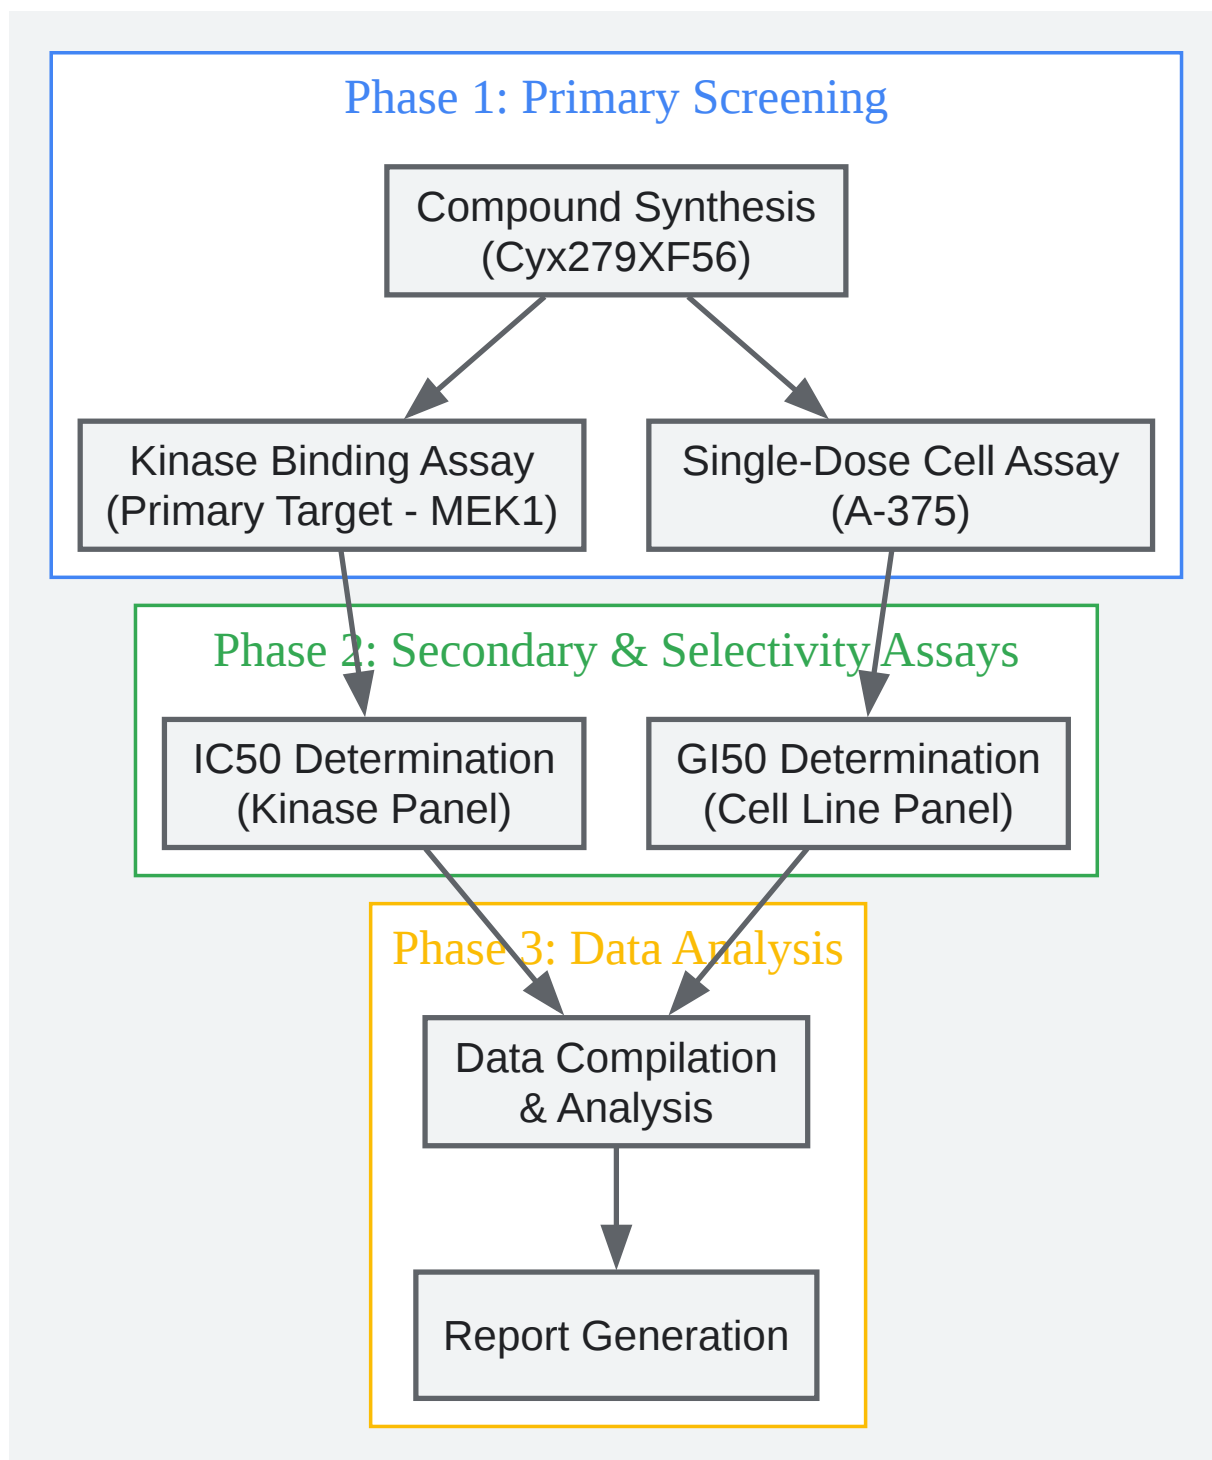 Phase 1: Primary Screening
Compound Synthesis
(Cyx279XF56)
Kinase Binding Assay
(Primary Target - MEK1)
Single-Dose Cell Assay
(A-375)
Phase 2: Secondary & Selectivity Assays
IC50 Determination
(Kinase Panel)
GI50 Determination
(Cell Line Panel)
Phase 3: Data Analysis
Data Compilation
& Analysis
Report Generation